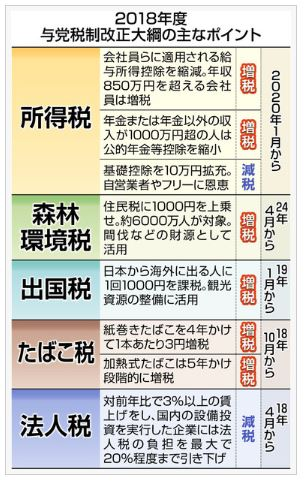 2018年度
与党税制改正大綱の主なポイント
所得税
会社員らに適用される給
与所得控除を縮減。年収
850万円を超える会社
員は増税
増税
年金または年金以外の収
入が1000万円超の人は
公的年金等控除を縮小
増税
基礎控除を10万円拡充。
自営業者やフリーに恩恵
減税
2020年1月から
森林
環境税
住民税に1000円を上乗
せ。約6000万人が対象。
間伐などの財源として
活用
増税
24年
4月から
出国税
日本から海外に出る人に
1回1000円を課税。観光
資源の整備に活用
増税
19年
1月から
たばこ税
紙巻きたばこを4年かけ
て1本あたり3円増税
増税
加熱式たばこは5年かけ
段階的に増税
増税
18年
10月から
法人税
対前年比で3%以上の賃
上げをし、国内の設備投
資を実行した企業には法
人税の負担を最大で
20%程度まで引き下げ
減税
18年
4月から